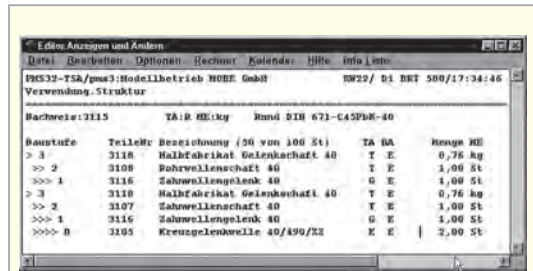 Editor.Anzeigen und Ändern
Datei Bearbeiten Optionen Rechner Kalender Hilfe Info Liste
PMS32-TSA/pms3:Modellbetrieb MOBE GmbH BW22/ D1 BKT 500/17:34:46
Verwendung.Struktur
Nachweis:3115 TA:R ME:kg Rund DIN 671-C45PbK-40
Baustufe TeileNr Bezeichnung (50 von 100 St) TA BA Menge ME
> 3 3118 Halbfabrikat Gelenkschaft 40 T E 0,76 kg
>> 2 3108 Rohrwellenschaft 40 T E 1,00 St
>>> 1 3116 Zahnwellengelenk 40 G E 1,00 St
> 3 3118 Halbfabrikat Gelenkschaft 40 T E 0,76 kg
>> 2 3107 Zahnwellenschaft 40 T E 1,00 St
>>> 1 3116 Zahnwellengelenk 40 G E 1,00 St
>>>> 0 3105 Kreuzgelenkwelle 40/490/ZZ E E 2,00 St